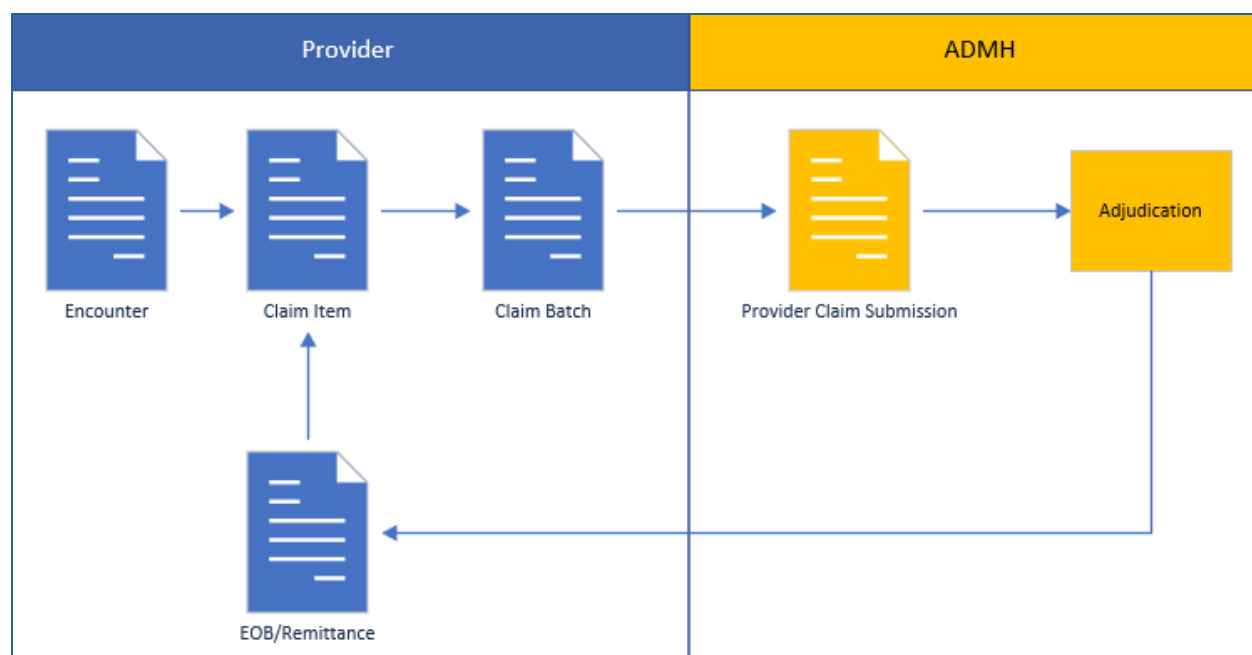 Provider
ADMH
Encounter
Claim Item
Claim Batch
Provider Claim Submission
Adjudication
EOB/Remittance